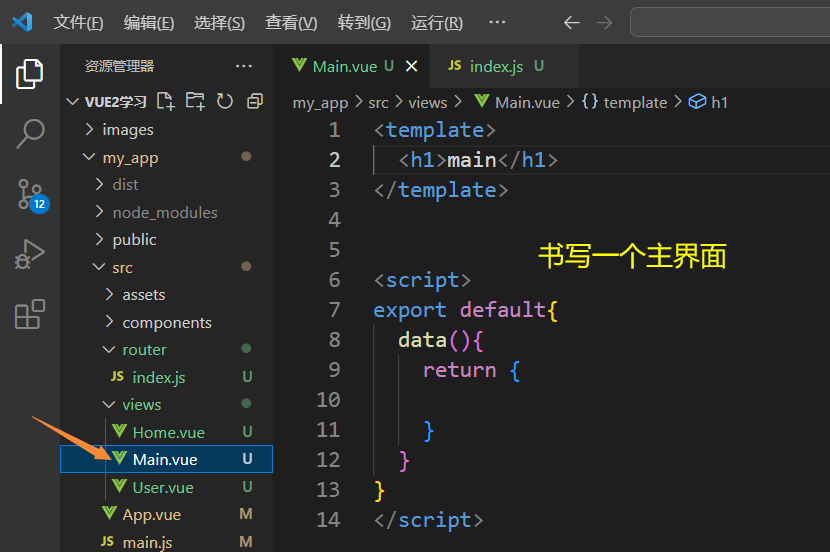 文件(F) 编辑(E) 选择(S) 查看(V) 转到(G) 运行(R) ···
资源管理器 ···
VUE2学习
images
my_app
dist
node_modules
public
src
assets
components
router
JS index.js U
views
Home.vue U
Main.vue U
User.vue U
App.vue M
JS main.js M
12
Main.vue U × JS index.js U
my_app > src > views > Main.vue > {} template > h1
1 <template>
2 <h1>main</h1>
3 </template>
4
5
书写一个主界面
6 <script>
7 export default{
8 data(){
9 return {
10
11 }
12 }
13 }
14 </script>